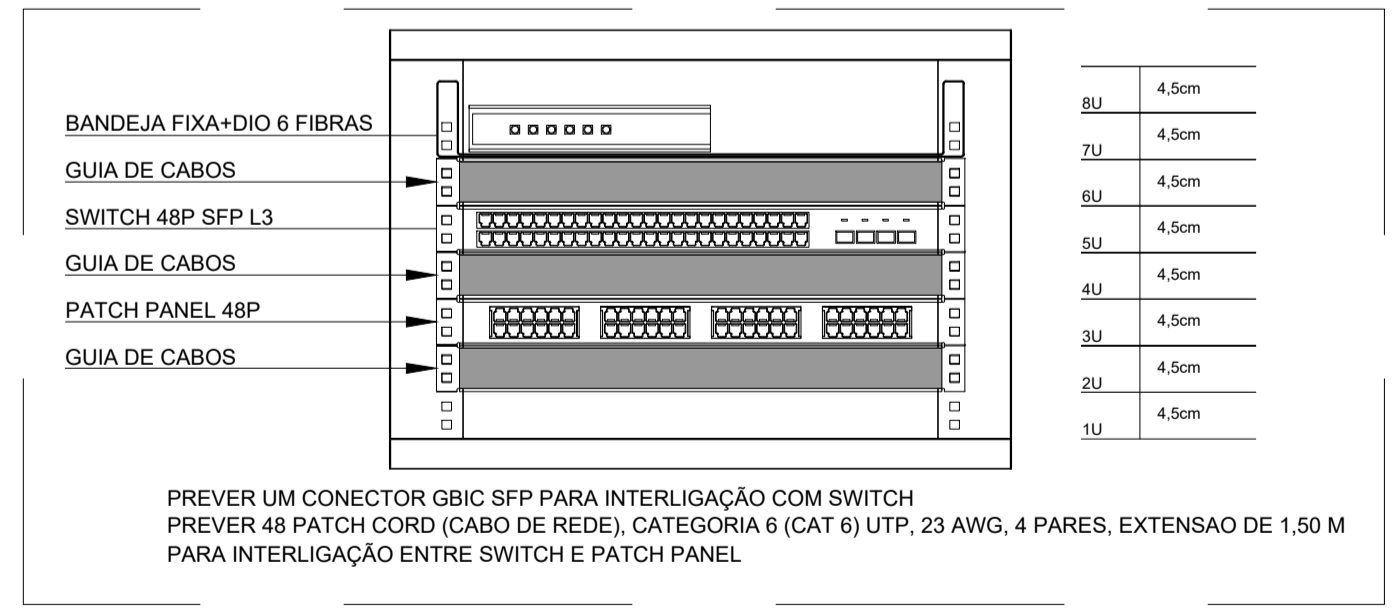 BANDEJA FIXA+DIO 6 FIBRAS
GUIA DE CABOS
SWITCH 48P SFP L3
GUIA DE CABOS
PATCH PANEL 48P
GUIA DE CABOS
8U 4,5cm
7U 4,5cm
6U 4,5cm
5U 4,5cm
4U 4,5cm
3U 4,5cm
2U 4,5cm
1U 4,5cm
PREVER UM CONECTOR GBIC SFP PARA INTERLIGAÇÃO COM SWITCH
PREVER 48 PATCH CORD (CABO DE REDE), CATEGORIA 6 (CAT 6) UTP, 23 AWG, 4 PARES, EXTENSAO DE 1,50 M
PARA INTERLIGAÇÃO ENTRE SWITCH E PATCH PANEL